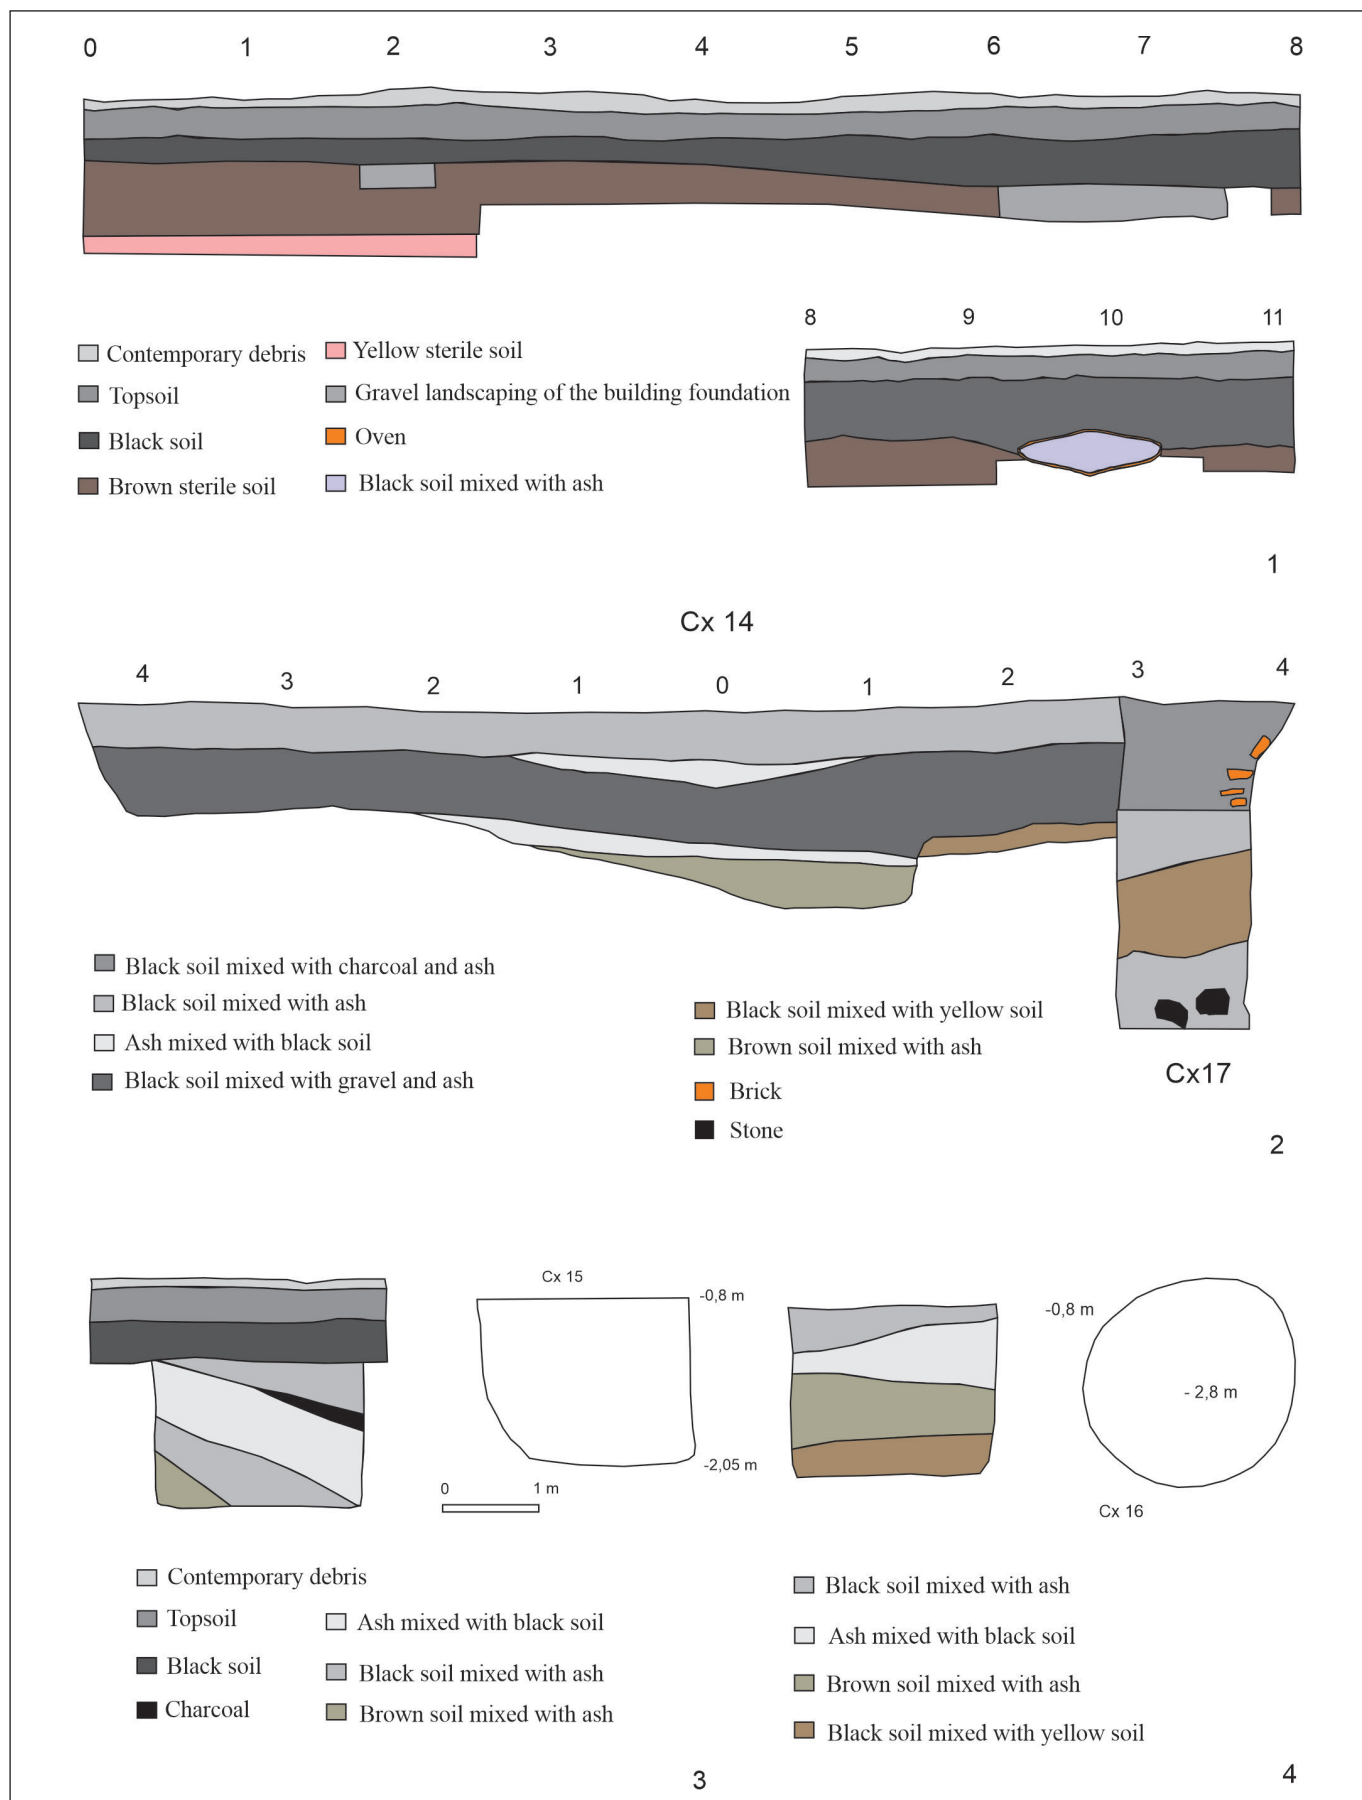 0 1 2 3 4 5 6 7 8
8 9 10 11
Contemporary debris
Topsoil
Black soil
Brown sterile soil
Yellow sterile soil
Gravel landscaping of the building foundation
Oven
Black soil mixed with ash
1
Cx 14
4 3 2 1 0 1 2 3 4
Black soil mixed with charcoal and ash
Black soil mixed with ash
Ash mixed with black soil
Black soil mixed with gravel and ash
Black soil mixed with yellow soil
Brown soil mixed with ash
Brick
Stone
Cx17
2
Cx 15
-0,8 m
-2,05 m
0 1 m
-0,8 m
- 2,8 m
Cx 16
Contemporary debris
Topsoil
Black soil
Charcoal
Ash mixed with black soil
Black soil mixed with ash
Brown soil mixed with ash
3
Black soil mixed with ash
Ash mixed with black soil
Brown soil mixed with ash
Black soil mixed with yellow soil
4